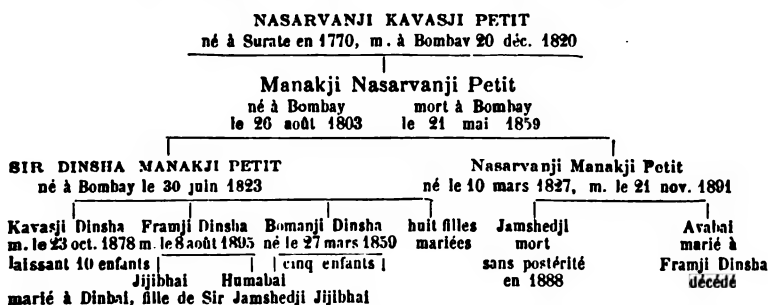 NASARVANJI KAVASJI PETIT
né à Surate en 1770, m. à Bombay 20 déc. 1820
Manakji Nasarvanji Petit
né à Bombay mort à Bombay
le 26 août 1803 le 21 mai 1859
SIR DINSHA MANAKJI PETIT Nasarvanji Manakji Petit
né à Bombay le 30 juin 1823 né le 10 mars 1827, m. le 21 nov. 1891
Kavasji Dinsha Framji Dinsha Bomanji Dinsha huit filles Jamshedji Avabai
m. le 23 oct. 1878 m. le 8 août 1895 né le 27 mars 1859 mariées mort marié à
laissant 10 enfants cinq enfants sans postérité Framji Dinsha
Jijibhai Humabai en 1888 décédé
marié à Dinbai, fille de Sir Jamshedji Jijibhai